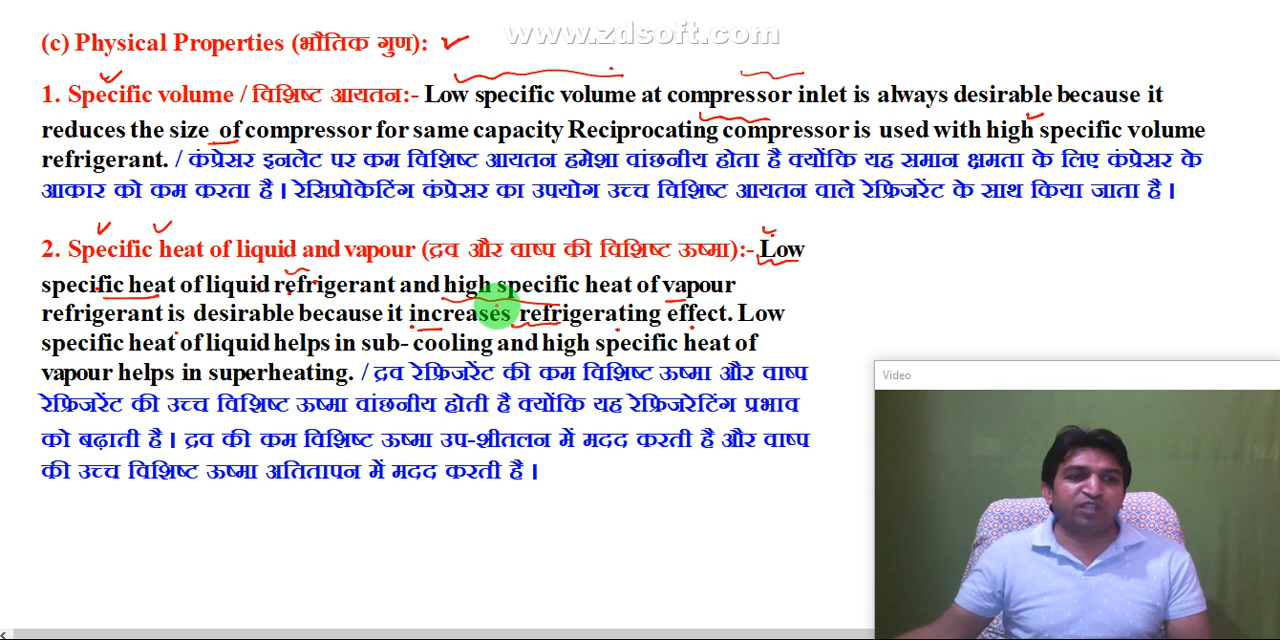 www.zdsoft.com
(c) Physical Properties (भौतिक गुण):
1. Specific volume / विशिष्ट आयतन:- Low specific volume at compressor inlet is always desirable because it
reduces the size of compressor for same capacity Reciprocating compressor is used with high specific volume
refrigerant. / कंप्रेसर इनलेट पर कम विशिष्ट आयतन हमेशा वांछनीय होता है क्योंकि यह समान क्षमता के लिए कंप्रेसर के
आकार को कम करता है। रेसिप्रोकेटिंग कंप्रेसर का उपयोग उच्च विशिष्ट आयतन वाले रेफ्रिजरेंट के साथ किया जाता है।
2. Specific heat of liquid and vapour (द्रव और वाष्प की विशिष्ट ऊष्मा):- Low
specific heat of liquid refrigerant and high specific heat of vapour
refrigerant is desirable because it increases refrigerating effect. Low
specific heat of liquid helps in sub- cooling and high specific heat of
vapour helps in superheating. / द्रव रेफ्रिजरेंट की कम विशिष्ट ऊष्मा और वाष्प
रेफ्रिजरेंट की उच्च विशिष्ट ऊष्मा वांछनीय होती है क्योंकि यह रेफ्रिजरेटिंग प्रभाव
को बढ़ाती है। द्रव की कम विशिष्ट ऊष्मा उप-शीतलन में मदद करती है और वाष्प
की उच्च विशिष्ट ऊष्मा अतितापन में मदद करती है।
Video